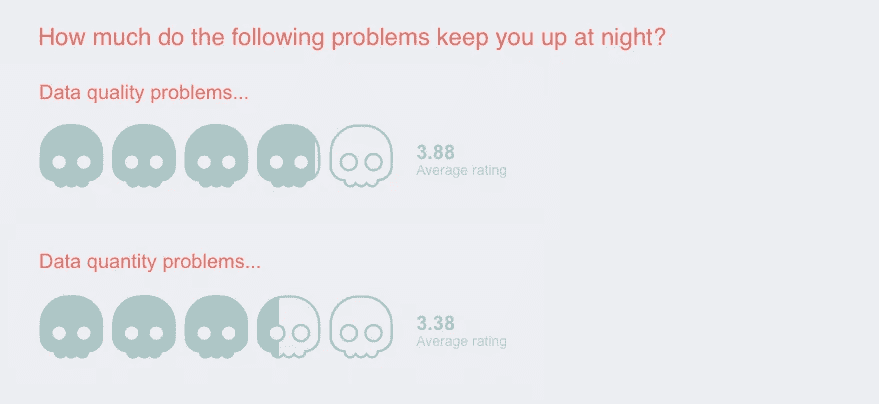 How much do the following problems keep you up at night?
Data quality problems...
3.88
Average rating
Data quantity problems...
3.38
Average rating